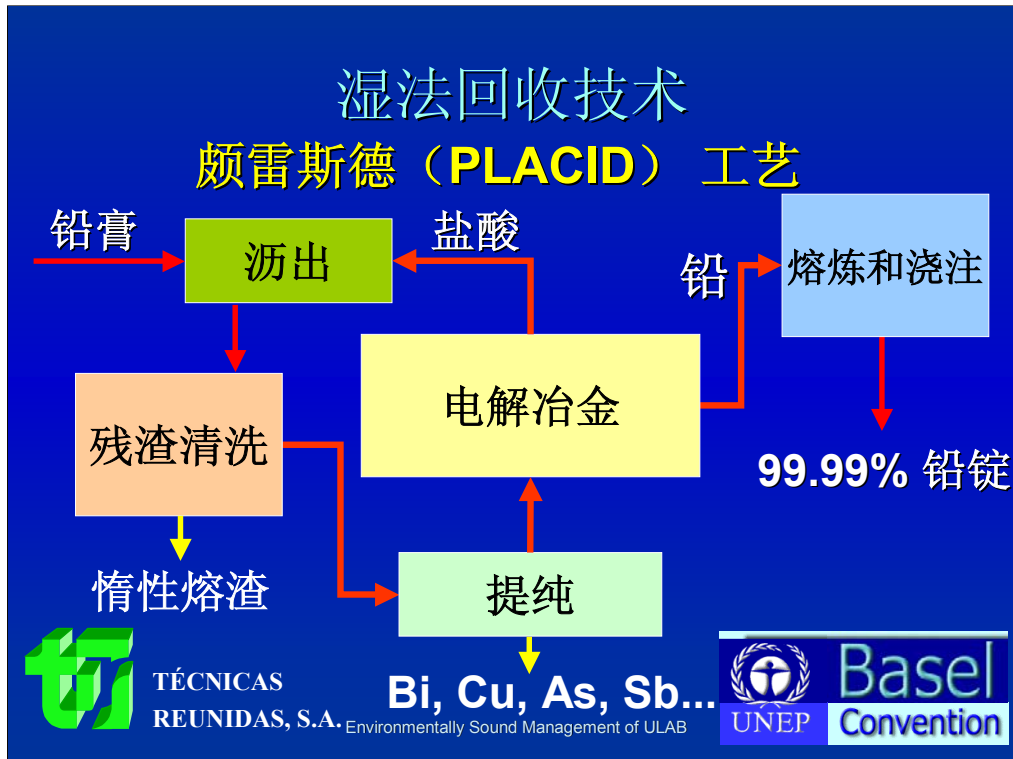 湿法回收技术
颇雷斯德（PLACID） 工艺
铅膏
沥出
盐酸
铅
熔炼和浇注
电解冶金
残渣清洗
99.99% 铅锭
惰性熔渣
提纯
Bi, Cu, As, Sb...
TÉCNICAS
REUNIDAS, S.A.
Environmentally Sound Management of ULAB
UNEP
Basel
Convention